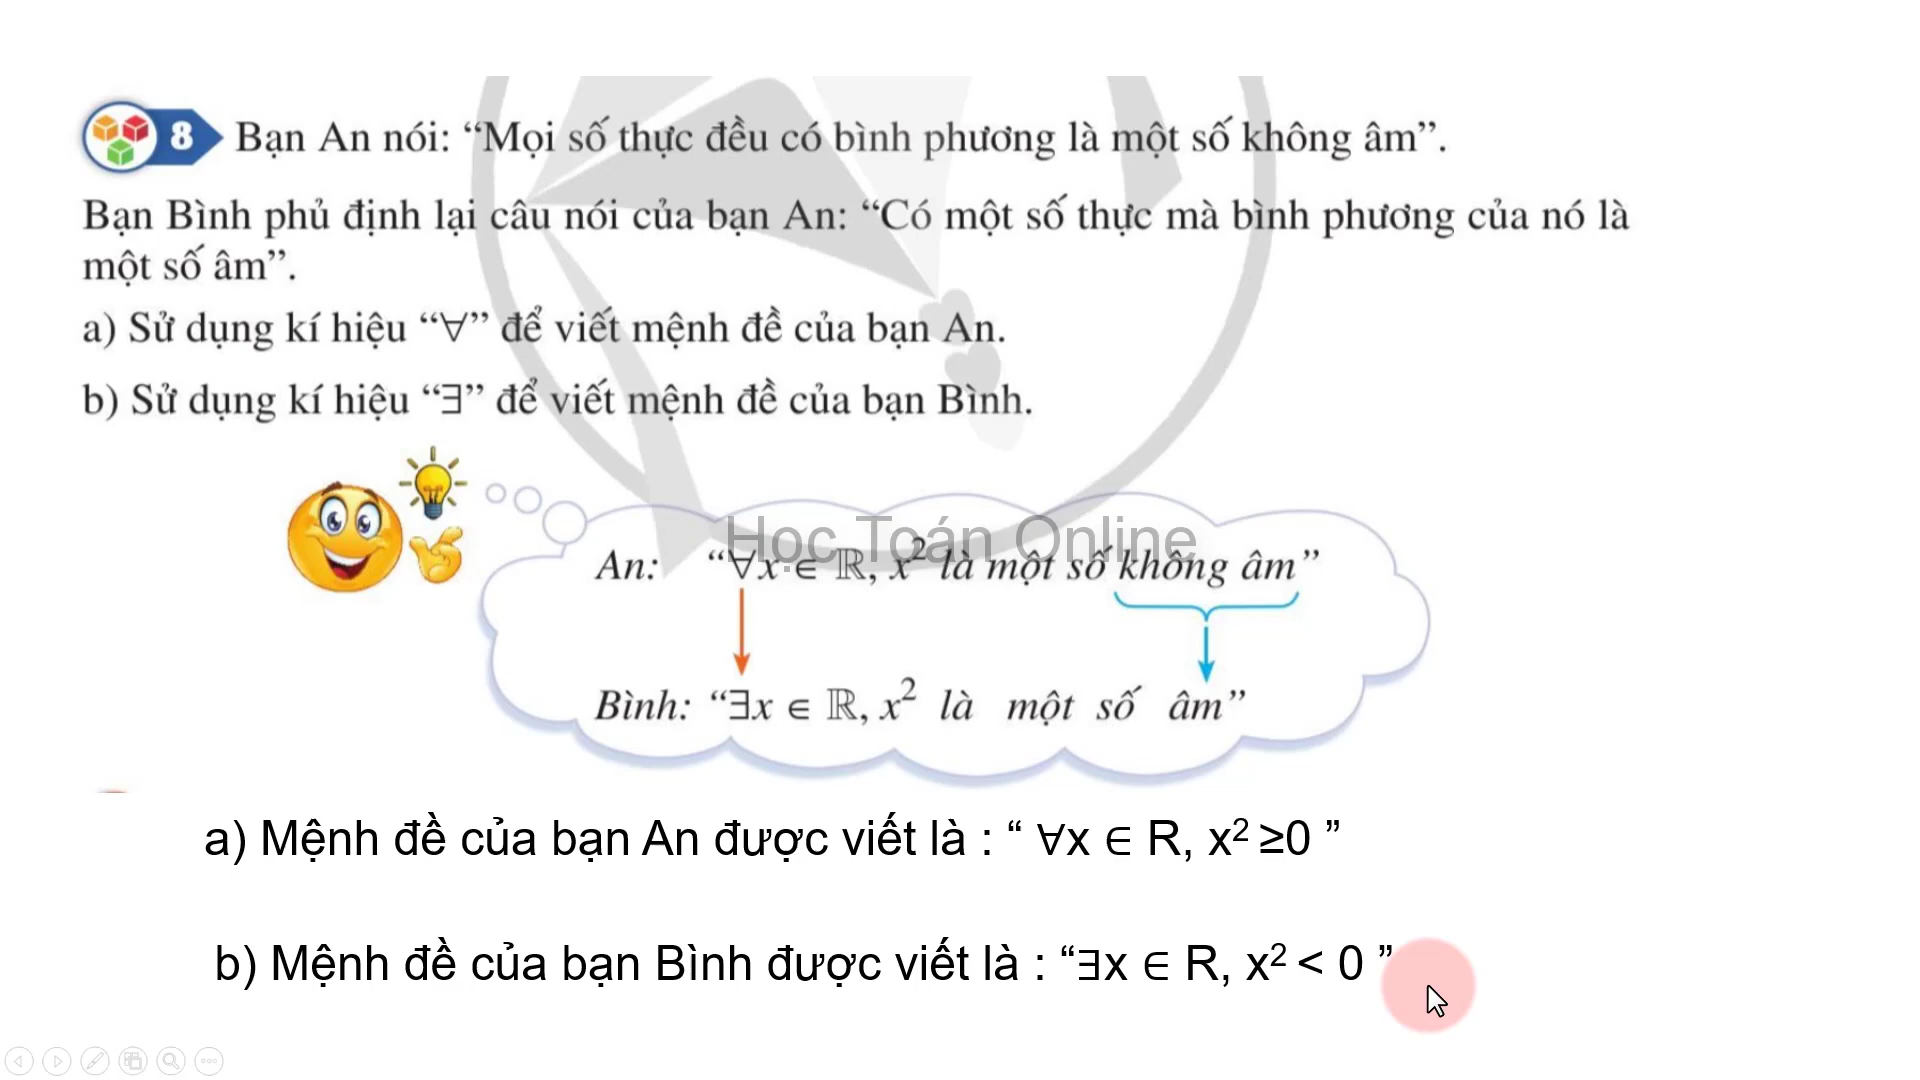 8 Bạn An nói: “Mọi số thực đều có bình phương là một số không âm”.
Bạn Bình phủ định lại câu nói của bạn An: “Có một số thực mà bình phương của nó là
một số âm”.
a) Sử dụng kí hiệu “∀” để viết mệnh đề của bạn An.
b) Sử dụng kí hiệu “∃” để viết mệnh đề của bạn Bình.
Học Toán Online
An: “∀x ∈ ℝ, x² là một số không âm”
Bình: “∃x ∈ ℝ, x² là một số âm”
a) Mệnh đề của bạn An được viết là : “ ∀x ∈ R, x² ≥0 ”
b) Mệnh đề của bạn Bình được viết là : “∃x ∈ R, x² < 0 ”